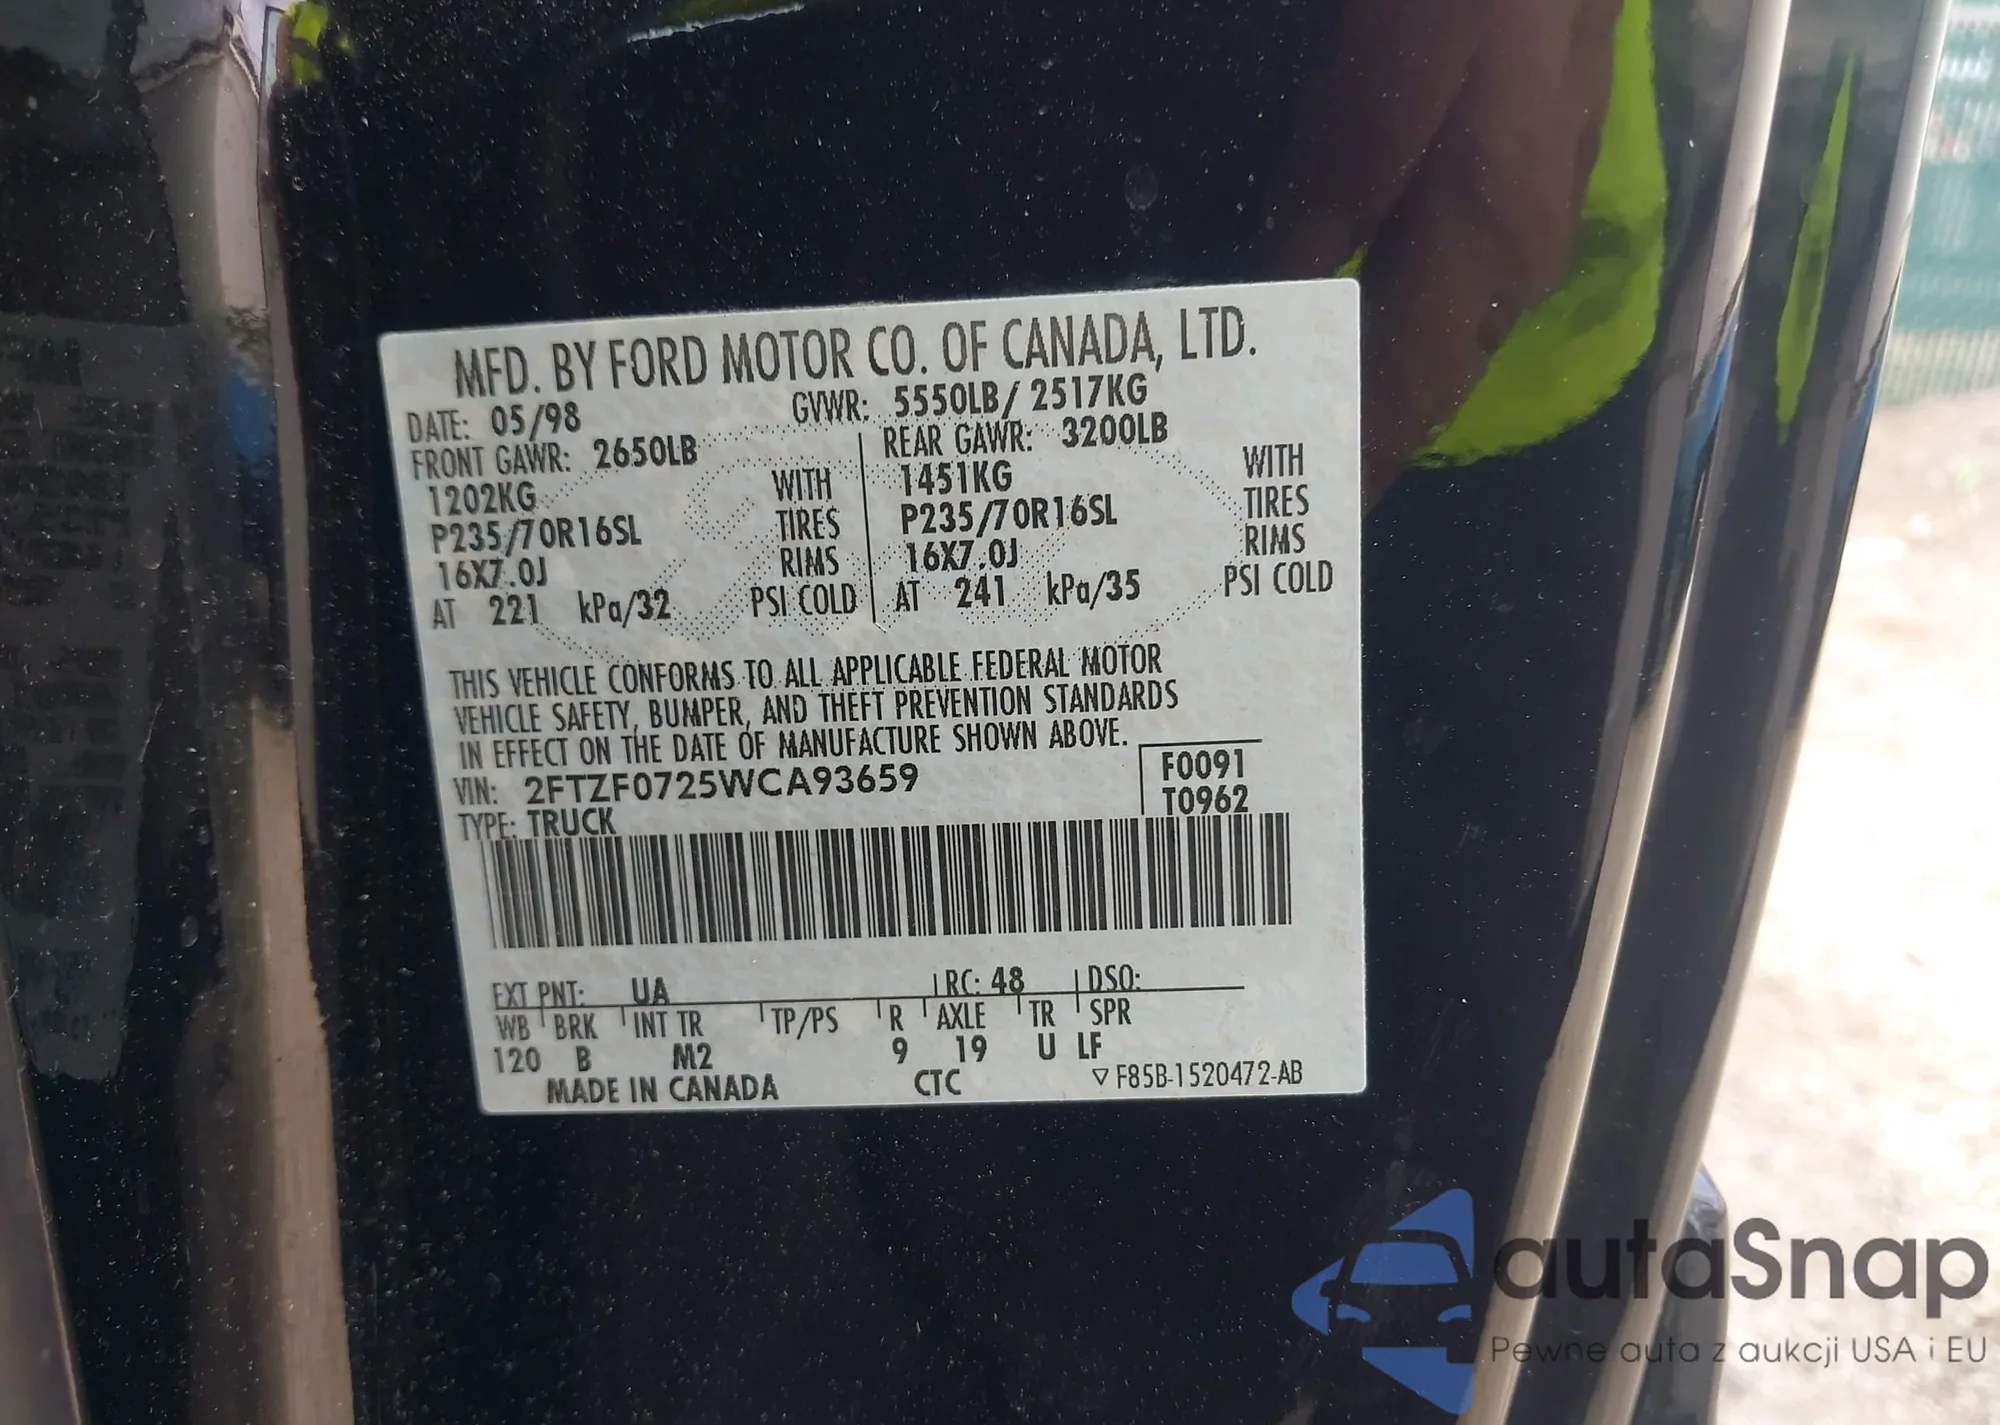 MFD. BY FORD MOTOR CO. OF CANADA, LTD.
DATE: 05/98 GVWR: 5550LB/ 2517KG
FRONT GAWR: 2650LB REAR GAWR: 3200LB
1202KG WITH 1451KG WITH
P235/70R16SL TIRES P235/70R16SL TIRES
16X7.0J RIMS 16X7.0J RIMS
AT 221 kPa/32 PSI COLD AT 241 kPa/35 PSI COLD
THIS VEHICLE CONFORMS TO ALL APPLICABLE FEDERAL MOTOR
VEHICLE SAFETY, BUMPER, AND THEFT PREVENTION STANDARDS
IN EFFECT ON THE DATE OF MANUFACTURE SHOWN ABOVE.
VIN: 2FTZF0725WCA93659 F0091
TYPE: TRUCK T0962
EXT PNT: UA RC: 48 DSO:
WB BRK INT TR TP/PS R AXLE TR SPR
120 B M2 9 19 U LF
MADE IN CANADA CTC F85B-1520472-AB
autaSnap
Pewne auta z aukcji USA i EU